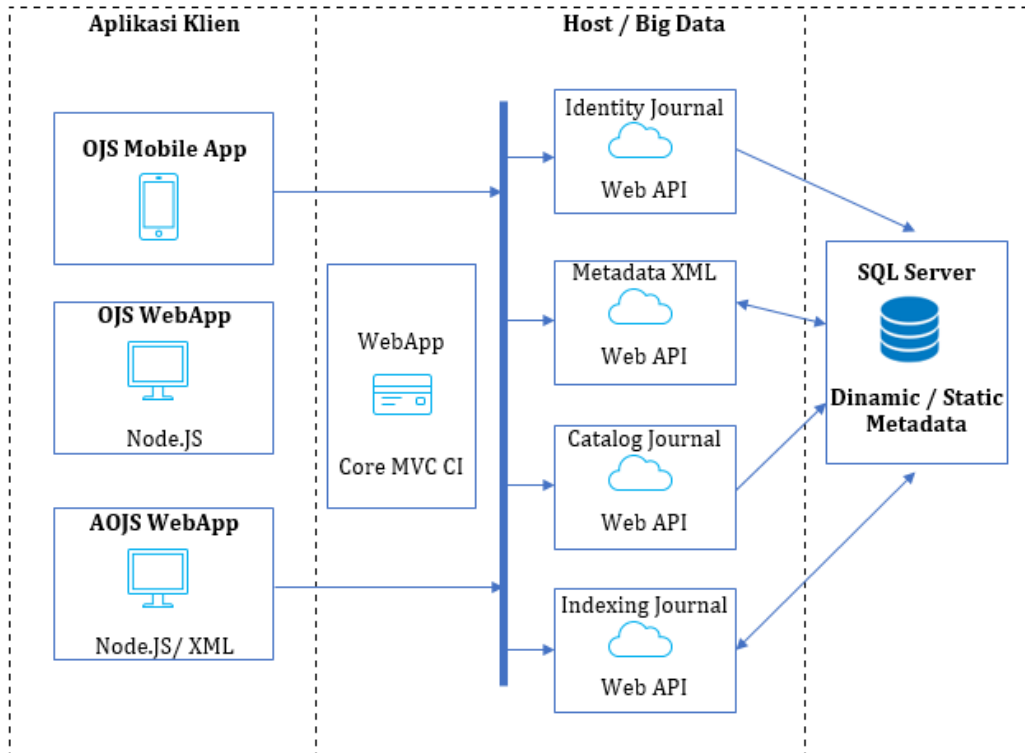 Aplikasi Klien
OJS Mobile App
OJS WebApp
Node.JS
AOJS WebApp
Node.JS/ XML
Host / Big Data
WebApp
Core MVC CI
Identity Journal
Web API
Metadata XML
Web API
Catalog Journal
Web API
Indexing Journal
Web API
SQL Server
Dinamic / Static
Metadata